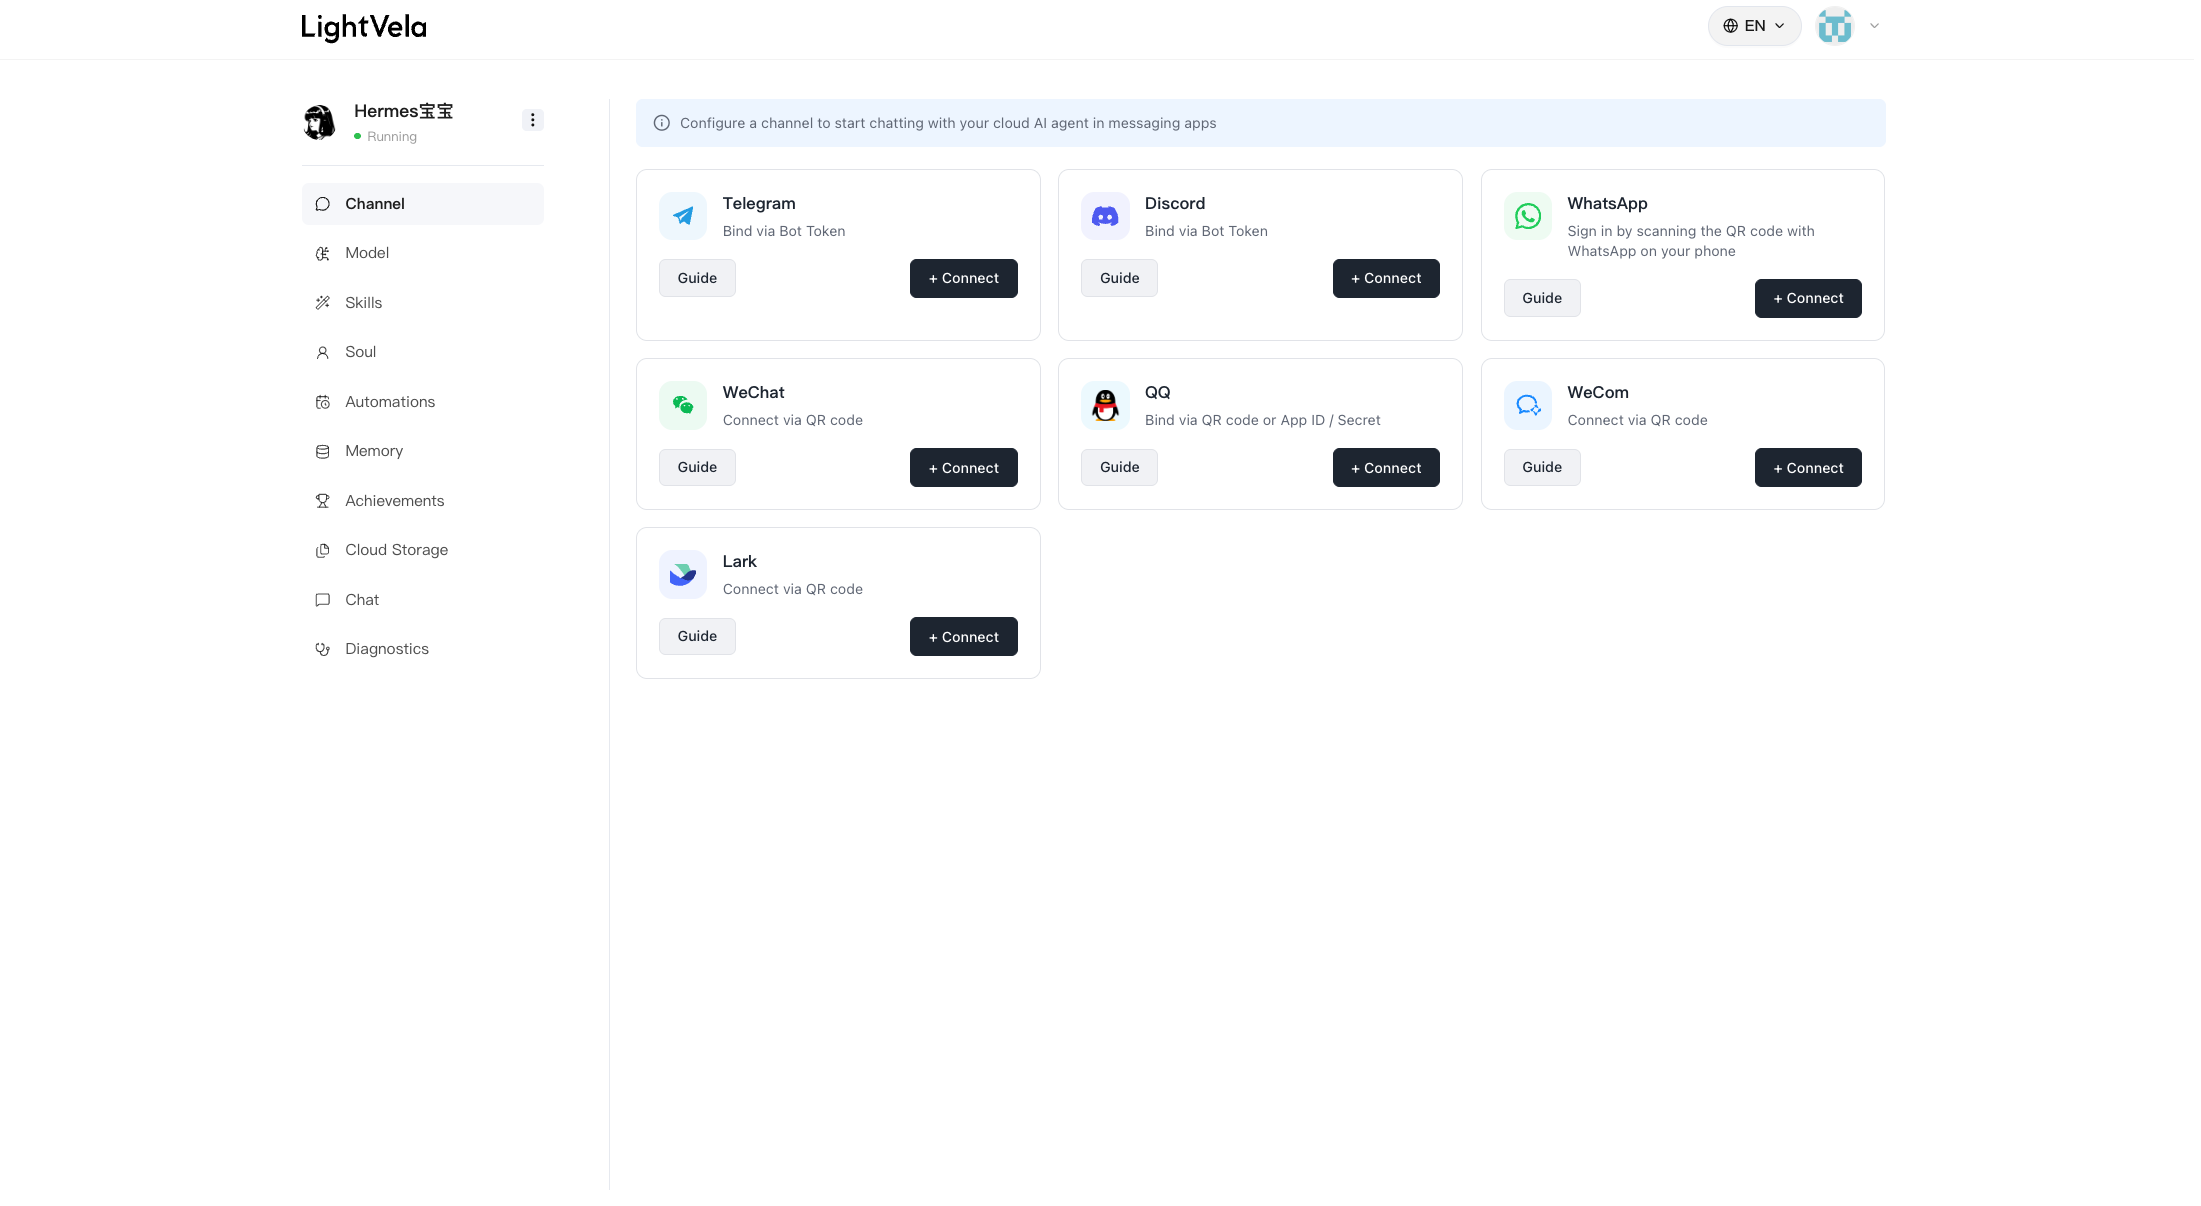 LightVela
EN
Hermes宝宝
Running
Channel
Model
Skills
Soul
Automations
Memory
Achievements
Cloud Storage
Chat
Diagnostics
Configure a channel to start chatting with your cloud AI agent in messaging apps
Telegram
Bind via Bot Token
Guide
+ Connect
Discord
Bind via Bot Token
Guide
+ Connect
WhatsApp
Sign in by scanning the QR code with
WhatsApp on your phone
Guide
+ Connect
WeChat
Connect via QR code
Guide
+ Connect
QQ
Bind via QR code or App ID / Secret
Guide
+ Connect
WeCom
Connect via QR code
Guide
+ Connect
Lark
Connect via QR code
Guide
+ Connect